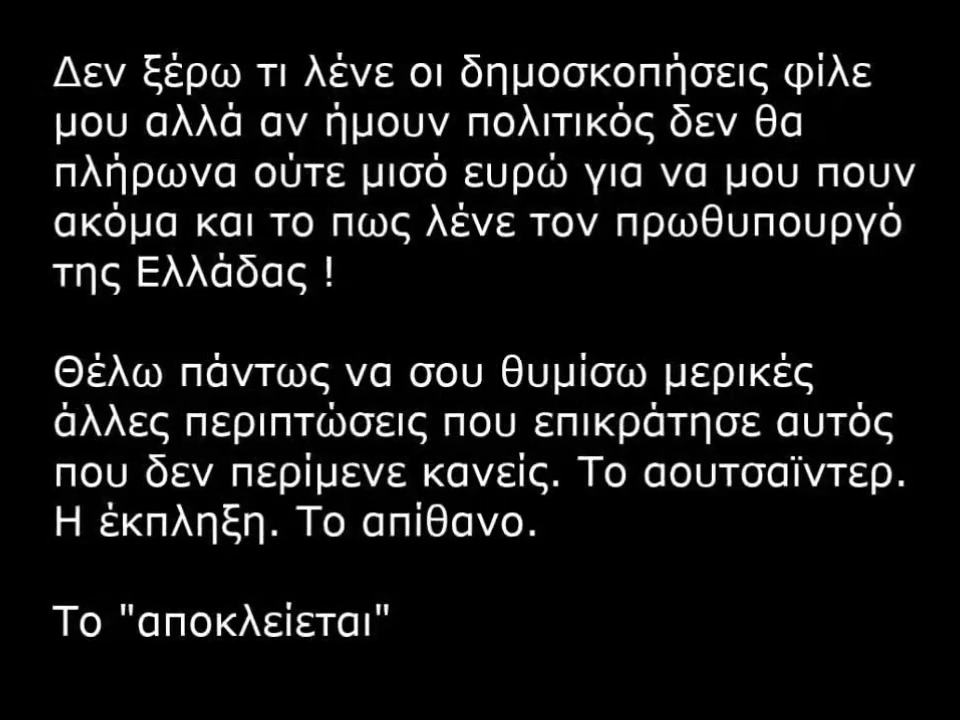 Δεν ξέρω τι λένε οι δημοσκοπήσεις φίλε
μου αλλά αν ήμουν πολιτικός δεν θα
πλήρωνα ούτε μισό ευρώ για να μου πουν
ακόμα και το πως λένε τον πρωθυπουργό
της Ελλάδας !
Θέλω πάντως να σου θυμίσω μερικές
άλλες περιπτώσεις που επικράτησε αυτός
που δεν περίμενε κανείς. Το αουτσαϊντερ.
Η έκπληξη. Το απίθανο.
Το "αποκλείεται"